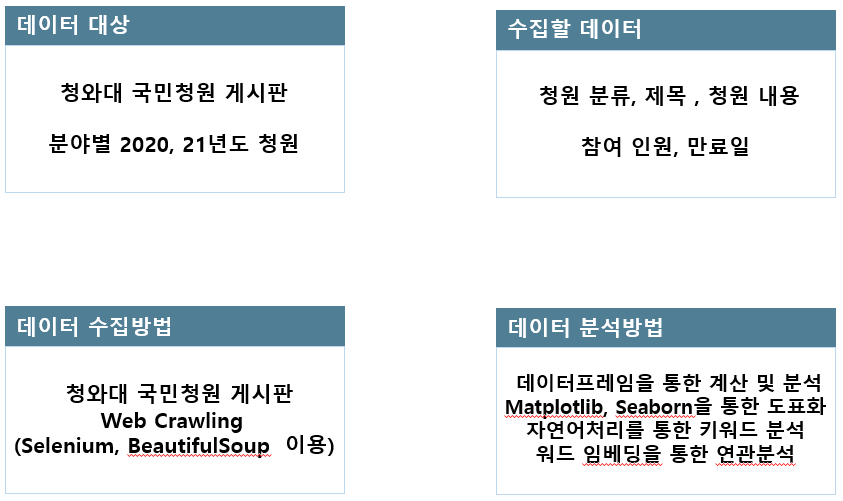 데이터 대상
청와대 국민청원 게시판
분야별 2020, 21년도 청원
수집할 데이터
청원 분류, 제목 , 청원 내용
참여 인원, 만료일
데이터 수집방법
청와대 국민청원 게시판
Web Crawling
(Selenium, BeautifulSoup 이용)
데이터 분석방법
데이터프레임을 통한 계산 및 분석
Matplotlib, Seaborn을 통한 도표화
자연어처리를 통한 키워드 분석
워드 임베딩을 통한 연관분석